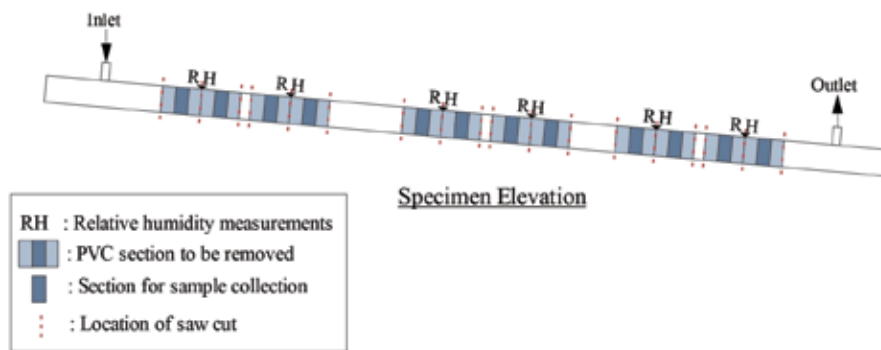 Inlet
RH
RH
RH
RH
RH
RH
Outlet
Specimen Elevation
RH : Relative humidity measurements
: PVC section to be removed
: Section for sample collection
: Location of saw cut